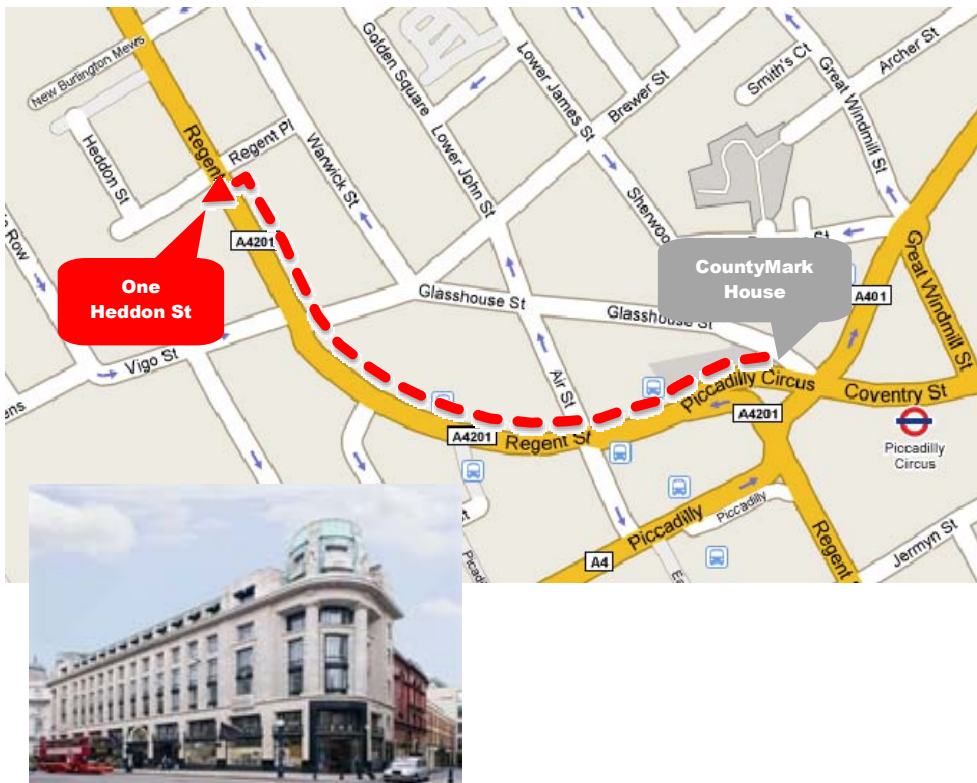 New Burlington Mews
Heddon St
Regent
Regent Pl
Warwick St
Golden Square
Lower John St
Lower James St
Brewer St
Sherwoo
Smith's Ct
Archer St
Great Windmill St
Row
A4201
One
Heddon St
CountyMark
House
Great Windmill St
A401
Glasshouse St
Glasshouse St
Vigo St
Air St
ens
Piccadilly Circus
Coventry St
A4201
A4201
Regent St
Piccadilly
Circus
Piccadilly
Piccadilly
A4
Regent
Jermyn St